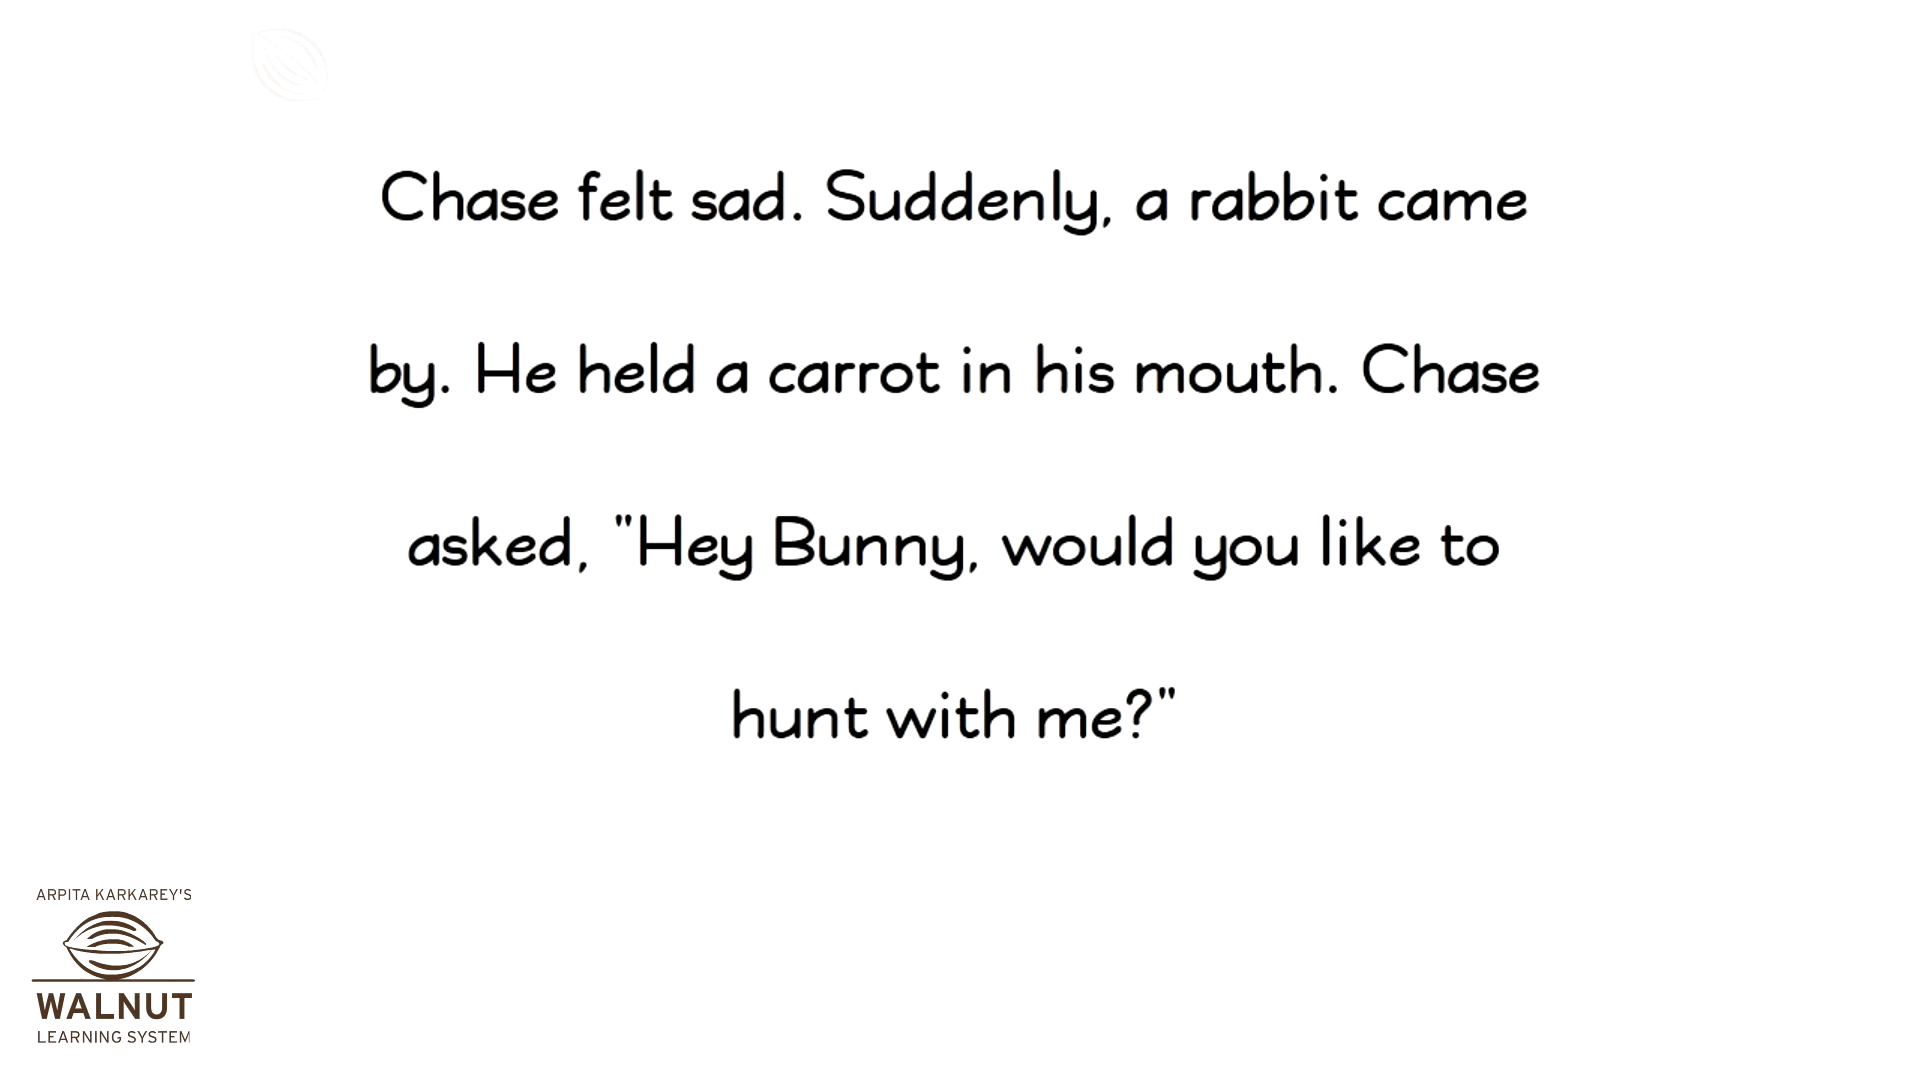 Chase felt sad. Suddenly, a rabbit came
by. He held a carrot in his mouth. Chase
asked, "Hey Bunny, would you like to
hunt with me?"
ARPITA KARKAREY'S
WALNUT
LEARNING SYSTEM